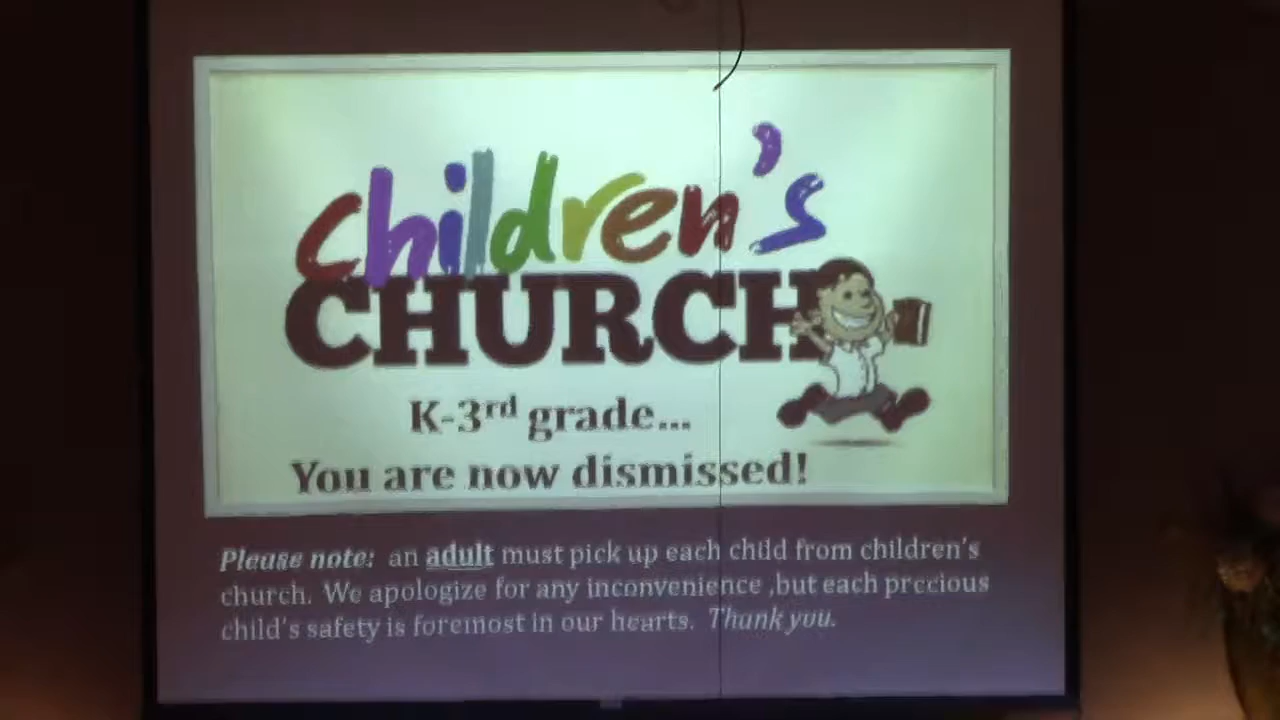 children's
CHURCH
K-3rd grade...
You are now dismissed!
Please note: an adult must pick up each child from children's
church. We apologize for any inconvenience ,but each precious
child's safety is foremost in our hearts. Thank you.